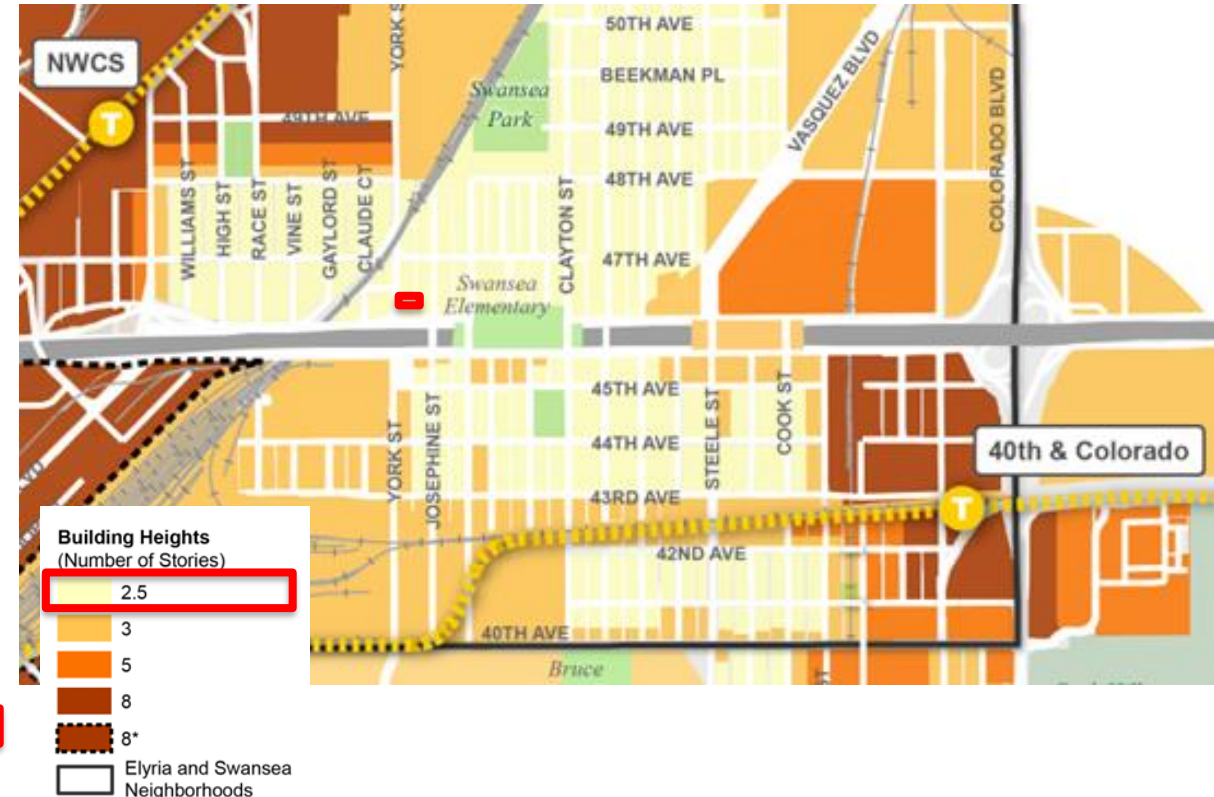 50TH AVE
YORK S
NWCS
BEEKMAN PL
VASQUEZ BLVD
COLORADO BLVD
Swansea
Park
49TH AVE
49TH AVE
48TH AVE
WILLIAMS ST
HIGH ST
RACE ST
VINE ST
GAYLORD ST
CLAUDE CT
CLAYTON ST
47TH AVE
Swansea
Elementary
45TH AVE
STEELE ST
COOK ST
44TH AVE
YORK ST
JOSEPHINE ST
40th & Colorado
43RD AVE
42ND AVE
40TH AVE
Bruce
T
T
Building Heights
(Number of Stories)
2.5
3
5
8
8*
Elyria and Swansea
Neighborhoods